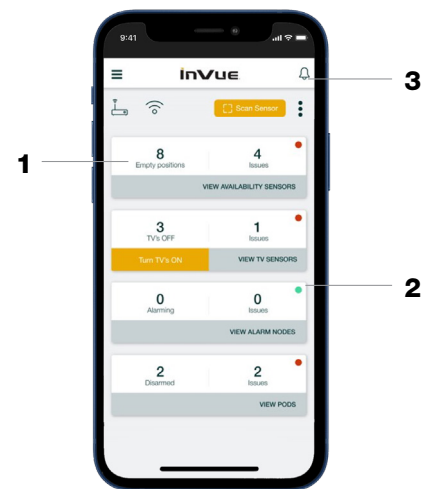 9:41
inVue
3
Scan Sensor
1
8
Empty positions
4
Issues
VIEW AVAILABILITY SENSORS
3
TV's OFF
1
Issues
Turn TV's ON
VIEW TV SENSORS
2
0
Alarming
0
Issues
VIEW ALARM NODES
2
Disarmed
2
Issues
VIEW PODS